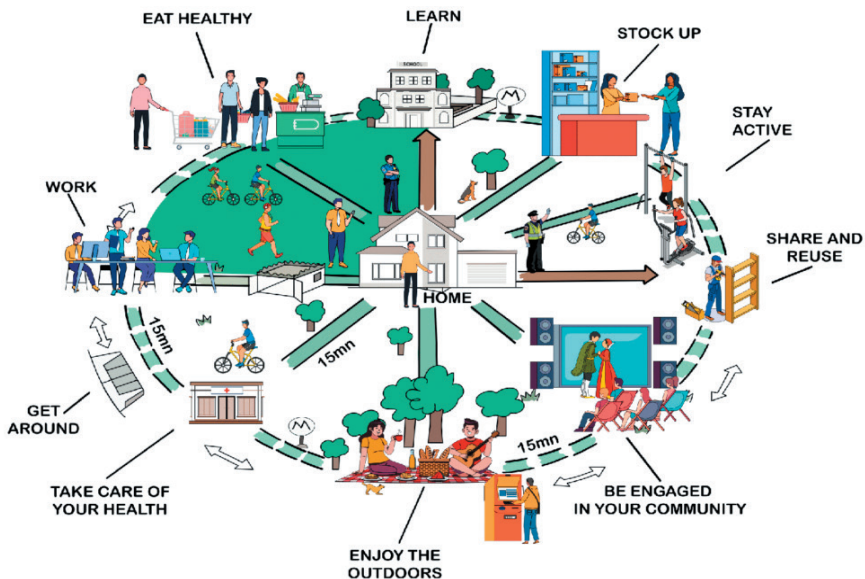 EAT HEALTHY
LEARN
STOCK UP
STAY
ACTIVE
WORK
SHARE AND
REUSE
HOME
15mn
15mn
GET
AROUND
TAKE CARE OF
YOUR HEALTH
15mn
BE ENGAGED
IN YOUR COMMUNITY
ENJOY THE
OUTDOORS
SCHOOL
M
M